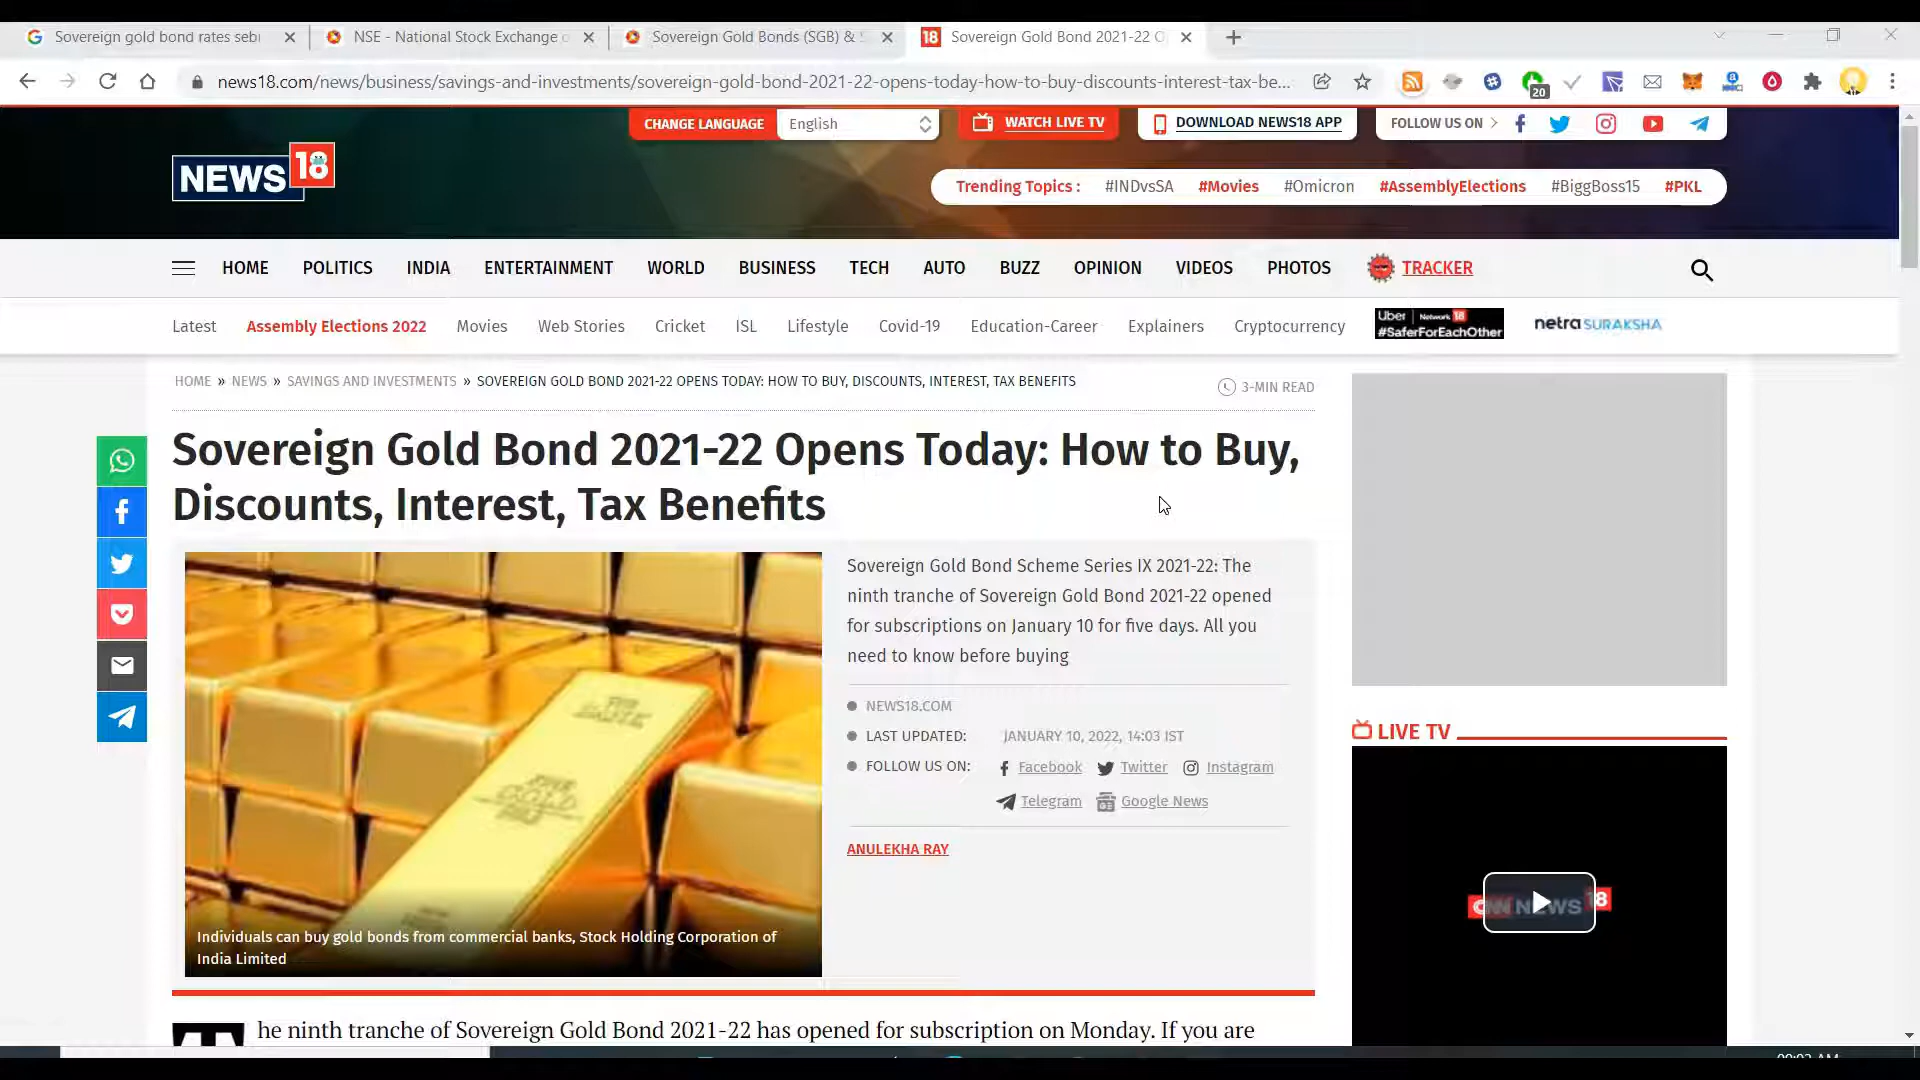 Sovereign gold bond rates sebi
NSE - National Stock Exchange o
Sovereign Gold Bonds (SGB) &
18 Sovereign Gold Bond 2021-22 O
news18.com/news/business/savings-and-investments/sovereign-gold-bond-2021-22-opens-today-how-to-buy-discounts-interest-tax-be...
20
CHANGE LANGUAGE English
WATCH LIVE TV
DOWNLOAD NEWS18 APP
FOLLOW US ON
NEWS 18
Trending Topics : #INDvsSA #Movies #Omicron #AssemblyElections #BiggBoss15 #PKL
HOME POLITICS INDIA ENTERTAINMENT WORLD BUSINESS TECH AUTO BUZZ OPINION VIDEOS PHOTOS TRACKER
Latest Assembly Elections 2022 Movies Web Stories Cricket ISL Lifestyle Covid-19 Education-Career Explainers Cryptocurrency
Uber Network 18
#SaferForEachOther
netra SURAKSHA
HOME » NEWS » SAVINGS AND INVESTMENTS » SOVEREIGN GOLD BOND 2021-22 OPENS TODAY: HOW TO BUY, DISCOUNTS, INTEREST, TAX BENEFITS
3-MIN READ
Sovereign Gold Bond 2021-22 Opens Today: How to Buy,
Discounts, Interest, Tax Benefits
Sovereign Gold Bond Scheme Series IX 2021-22: The
ninth tranche of Sovereign Gold Bond 2021-22 opened
for subscriptions on January 10 for five days. All you
need to know before buying
NEWS18.COM
LAST UPDATED: JANUARY 10, 2022, 14:03 IST
FOLLOW US ON: Facebook Twitter Instagram
Telegram Google News
ANULEKHA RAY
Individuals can buy gold bonds from commercial banks, Stock Holding Corporation of
India Limited
LIVE TV
CNN NEWS 18
The ninth tranche of Sovereign Gold Bond 2021-22 has opened for subscription on Monday. If you are